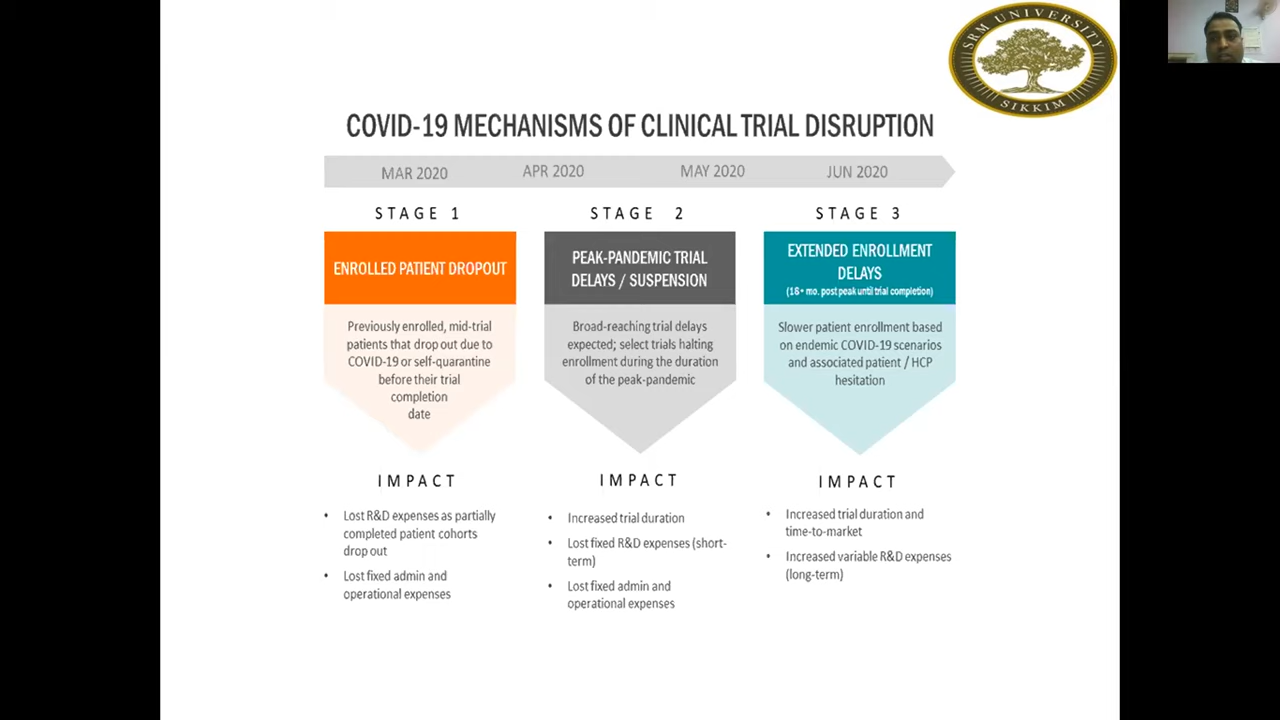 SRM UNIVERSITY
SIKKIM
COVID-19 MECHANISMS OF CLINICAL TRIAL DISRUPTION
MAR 2020 APR 2020 MAY 2020 JUN 2020
STAGE 1
ENROLLED PATIENT DROPOUT
Previously enrolled, mid-trial
patients that drop out due to
COVID-19 or self-quarantine
before their trial
completion
date
IMPACT
• Lost R&D expenses as partially
completed patient cohorts
drop out
• Lost fixed admin and
operational expenses
STAGE 2
PEAK-PANDEMIC TRIAL
DELAYS / SUSPENSION
Broad-reaching trial delays
expected; select trials halting
enrollment during the duration
of the peak-pandemic
IMPACT
• Increased trial duration
• Lost fixed R&D expenses (short-
term)
• Lost fixed admin and
operational expenses
STAGE 3
EXTENDED ENROLLMENT
DELAYS
(18+ mo. post peak until trial completion)
Slower patient enrollment based
on endemic COVID-19 scenarios
and associated patient / HCP
hesitation
IMPACT
• Increased trial duration and
time-to-market
• Increased variable R&D expenses
(long-term)